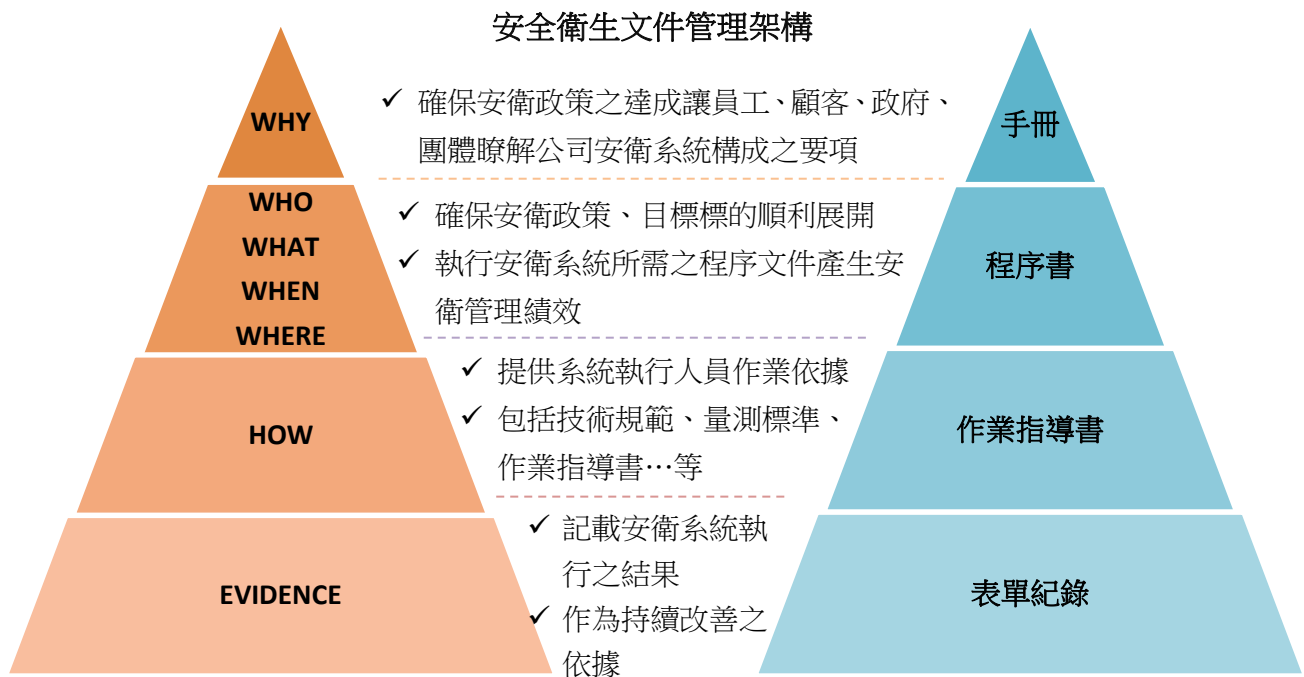 安全衛生文件管理架構
WHY
✓ 確保安衛政策之達成讓員工、顧客、政府、
團體瞭解公司安衛系統構成之要項
手冊
WHO
WHAT
WHEN
WHERE
✓ 確保安衛政策、目標標的順利展開
✓ 執行安衛系統所需之程序文件產生安
衛管理績效
程序書
HOW
✓ 提供系統執行人員作業依據
✓ 包括技術規範、量測標準、
作業指導書…等
作業指導書
EVIDENCE
✓ 記載安衛系統執
行之結果
✓ 作為持續改善之
依據
表單紀錄